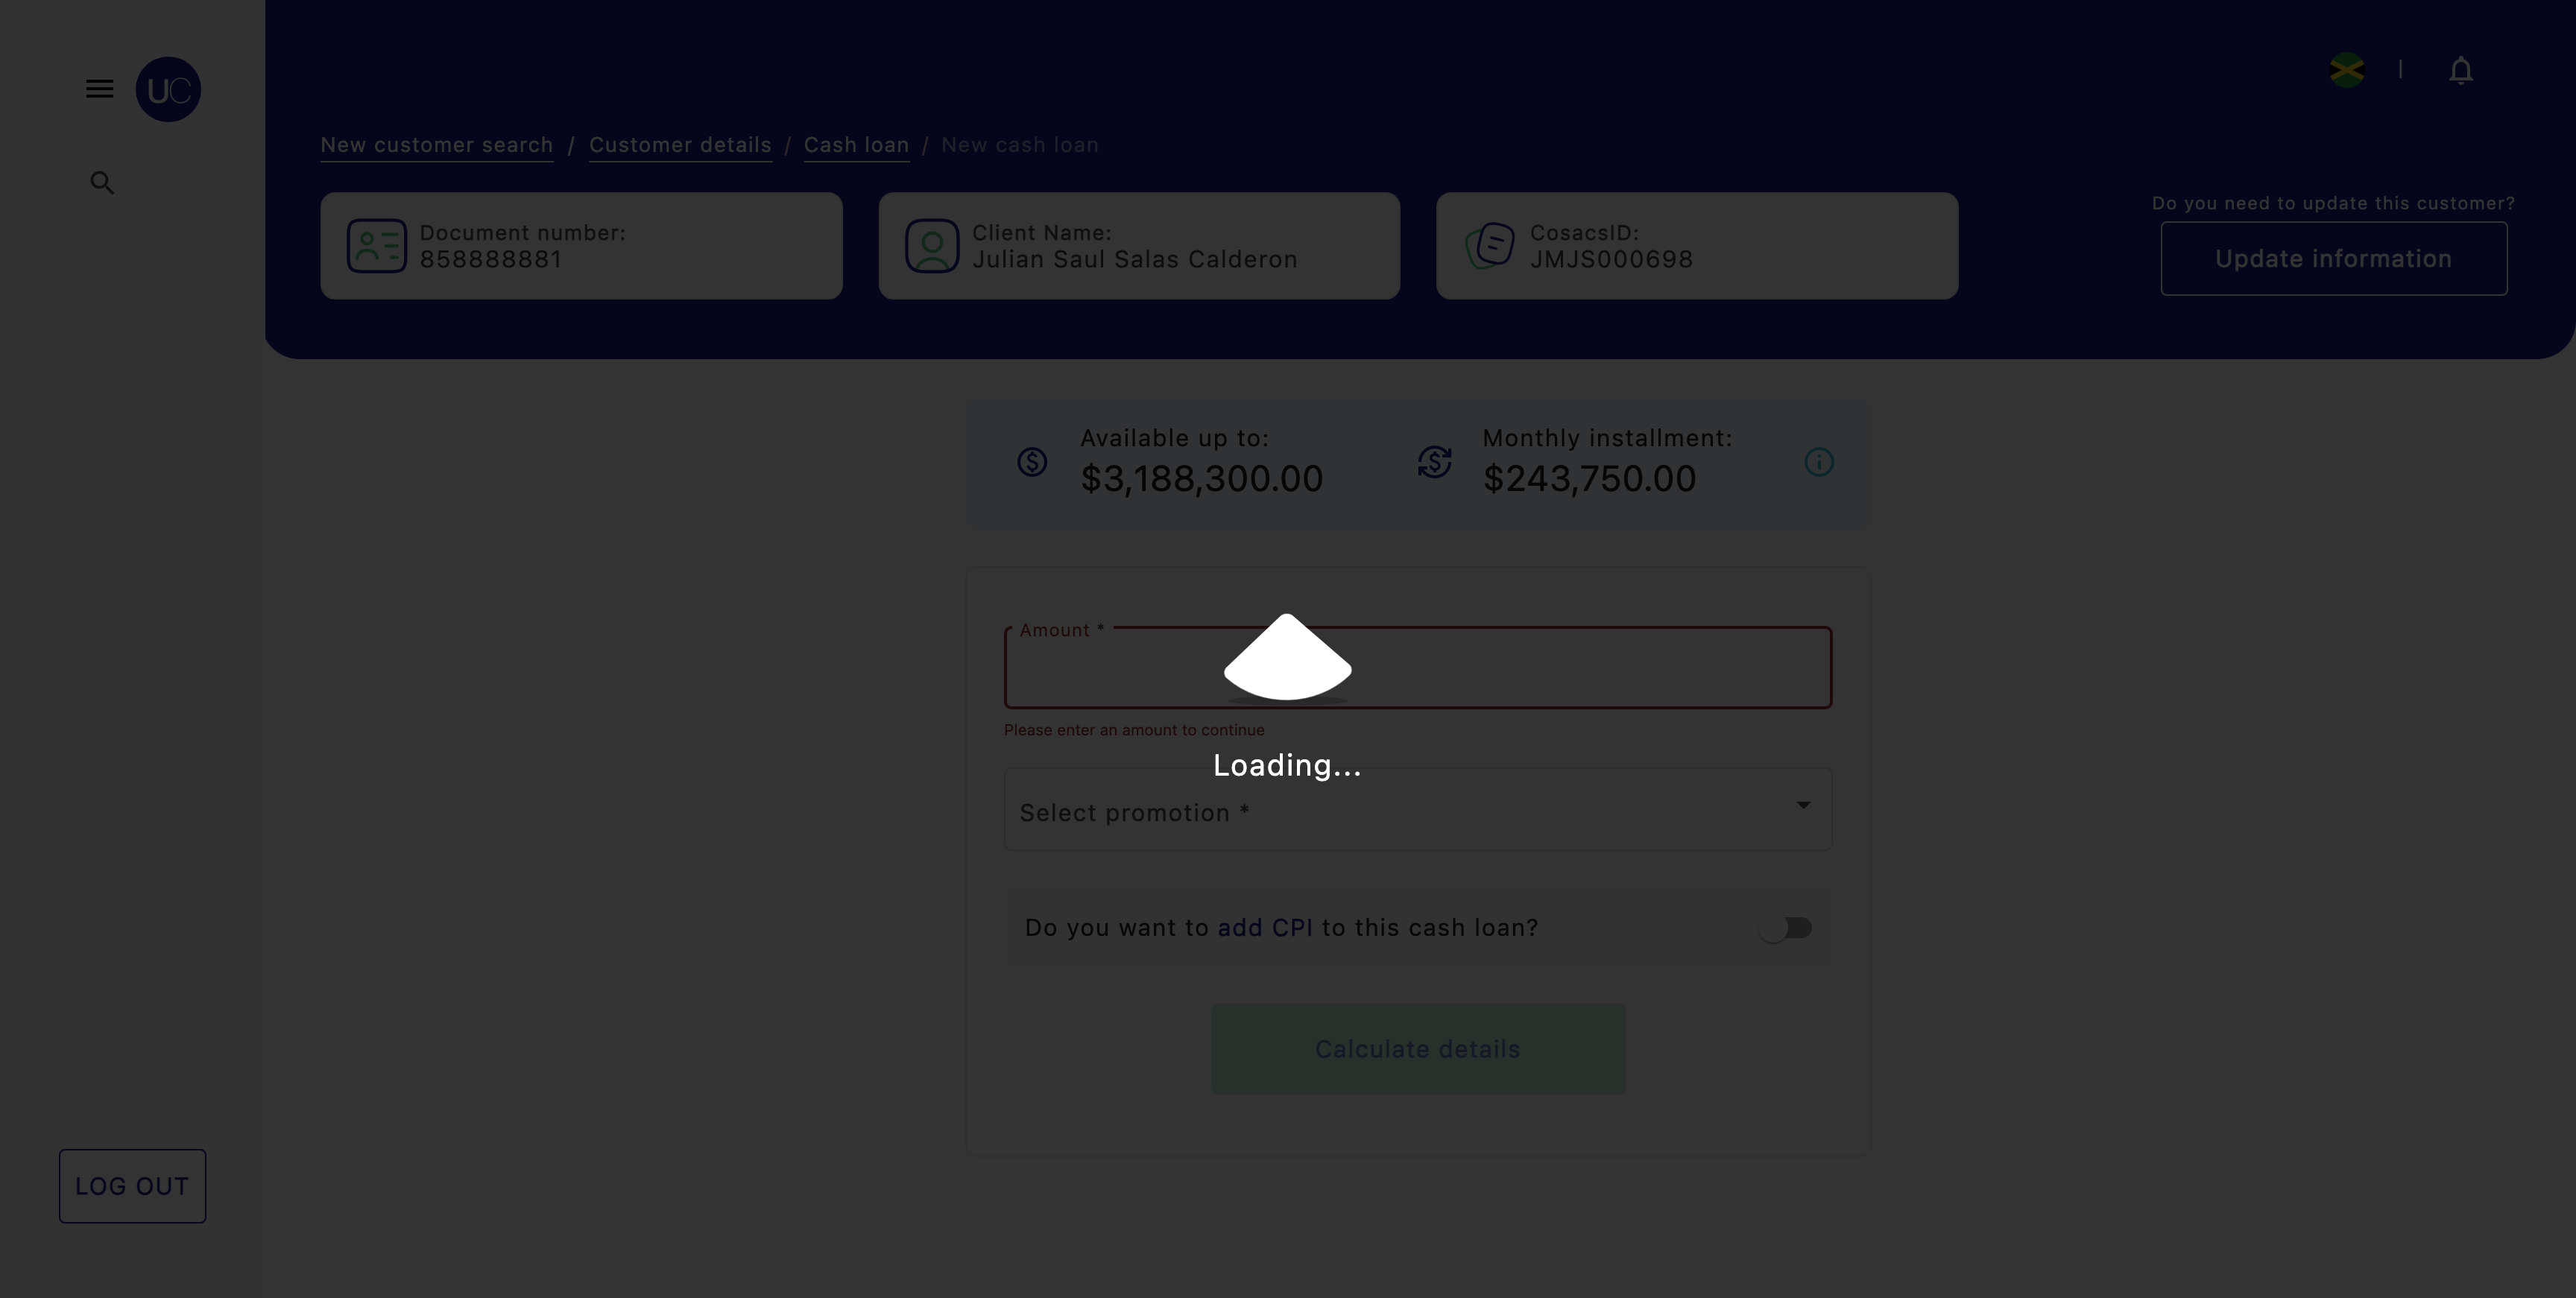 UC
New customer search / Customer details / Cash loan / New cash loan
Document number:
858888881
Client Name:
Julian Saul Salas Calderon
CosacsID:
JMJS000698
Do you need to update this customer?
Update information
Available up to:
$3,188,300.00
Monthly installment:
$243,750.00
Amount *
Please enter an amount to continue
Loading...
Select promotion *
Do you want to add CPI to this cash loan?
Calculate details
LOG OUT